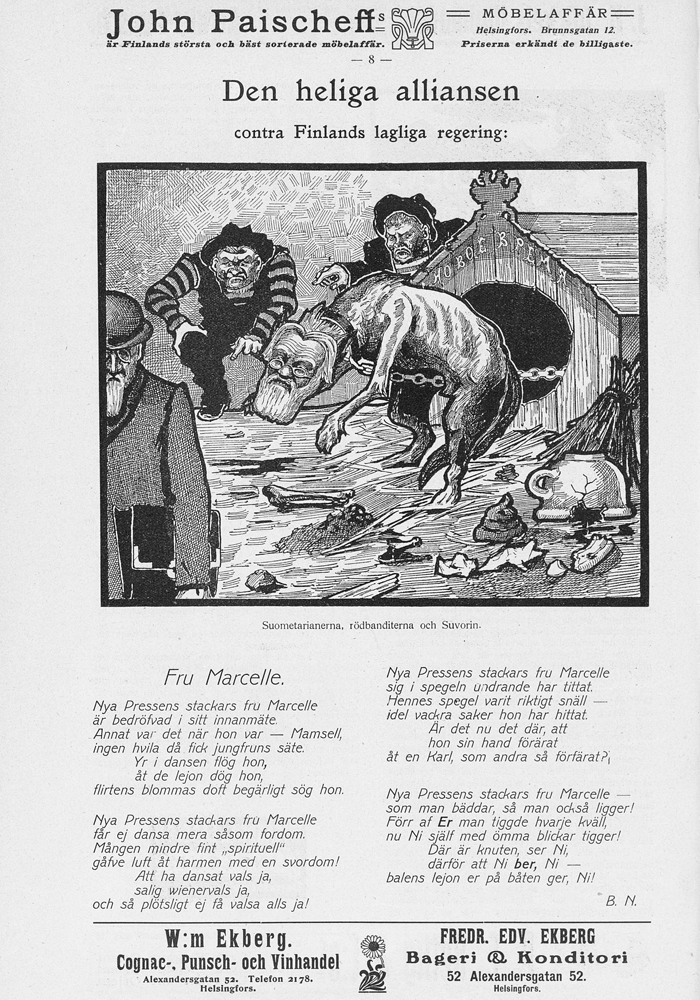 John Paischeffs
är Finlands största och bäst sorterade möbelaffär.
MÖBELAFFÄR
Helsingfors. Brunnsgatan 12.
Priserna erkändt de billigaste.
— 8 —
Den heliga alliansen
contra Finlands lagliga regering:
НОВОЕ ВРЕМЯ
Suometarianerna, rödbanditerna och Suvorin.
Fru Marcelle.
Nya Pressens stackars fru Marcelle
är bedröfvad i sitt innanmäte.
Annat var det när hon var — Mamsell,
ingen hvila då fick jungfruns säte.
Yr i dansen flög hon,
åt de lejon dög hon,
flirtens blommas doft begärligt sög hon.
Nya Pressens stackars fru Marcelle
får ej dansa mera såsom fordom.
Mången mindre fint „spirituell“
gåfve luft åt harmen med en svordom!
Att ha dansat vals ja,
salig wienervals ja,
och så plötsligt ej få valsa alls ja!
Nya Pressens stackars fru Marcelle
sig i spegeln undrande har tittat.
Hennes spegel varit riktigt snäll —
idel vackra saker hon har hittat.
Är det nu det där, att
hon sin hand förärat
åt en Karl, som andra så förfärat?
Nya Pressens stackars fru Marcelle —
som man bäddar, så man också ligger!
Förr af Er man tiggde hvarje kväll,
nu Ni själf med ömma blickar tigger!
Där är knuten, ser Ni,
därför att Ni ber, Ni —
balens lejon er på båten ger, Ni!
B. N.
W:m Ekberg.
Cognac-, Punsch- och Vinhandel
Alexandersgatan 52. Telefon 2178.
Helsingfors.
FREDR. EDV. EKBERG
Bageri & Konditori
52 Alexandersgatan 52.
Helsingfors.